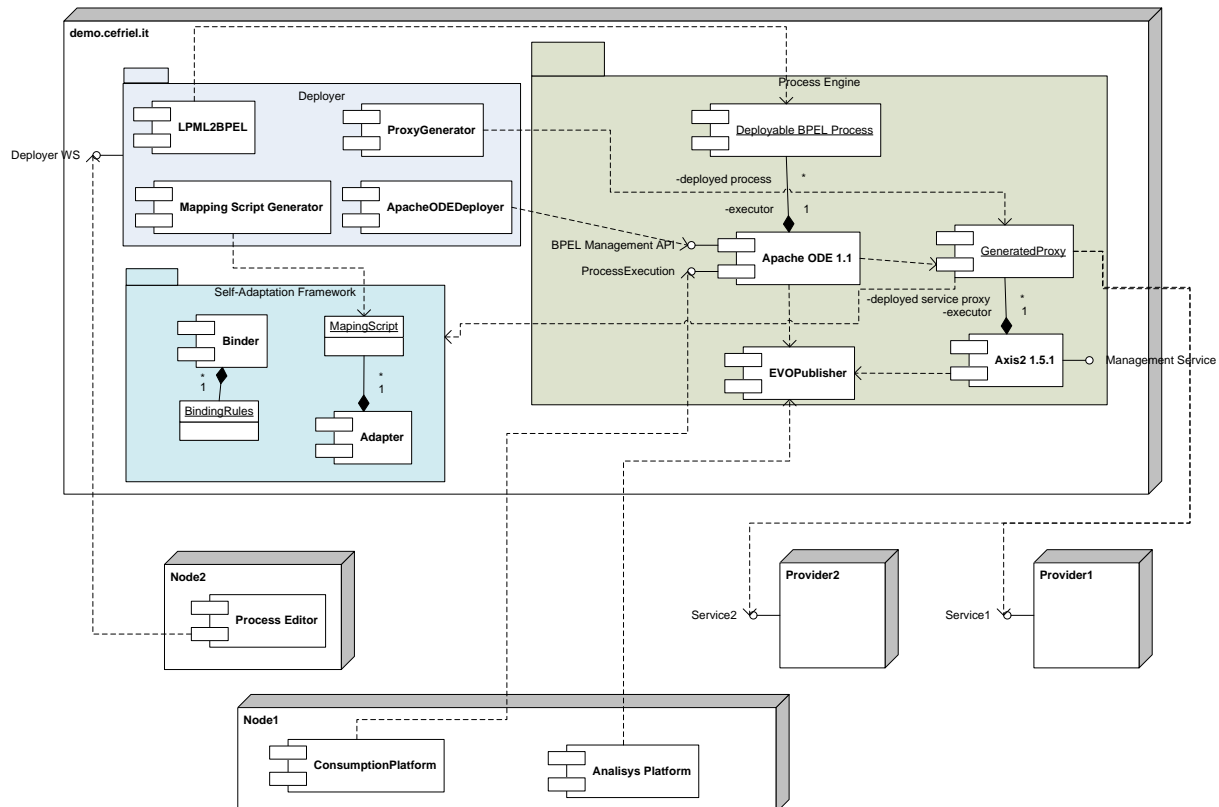 demo.cefriel.it
Process Engine
Deployer
LPML2BPEL
ProxyGenerator
Deployable BPEL Process
Deployer WS
-deployed process
*
Mapping Script Generator
ApacheODEDeployer
-executor
1
BPEL Management API
Apache ODE 1.1
GeneratedProxy
ProcessExecution
Self-Adaptation Framework
-deployed service proxy
*
-executor
1
MapingScript
Binder
EVOPublisher
Axis2 1.5.1
Management Service
*
1
*
1
BindingRules
Adapter
Node2
Process Editor
Provider2
Provider1
Service2
Service1
Node1
ConsumptionPlatform
Analisys Platform